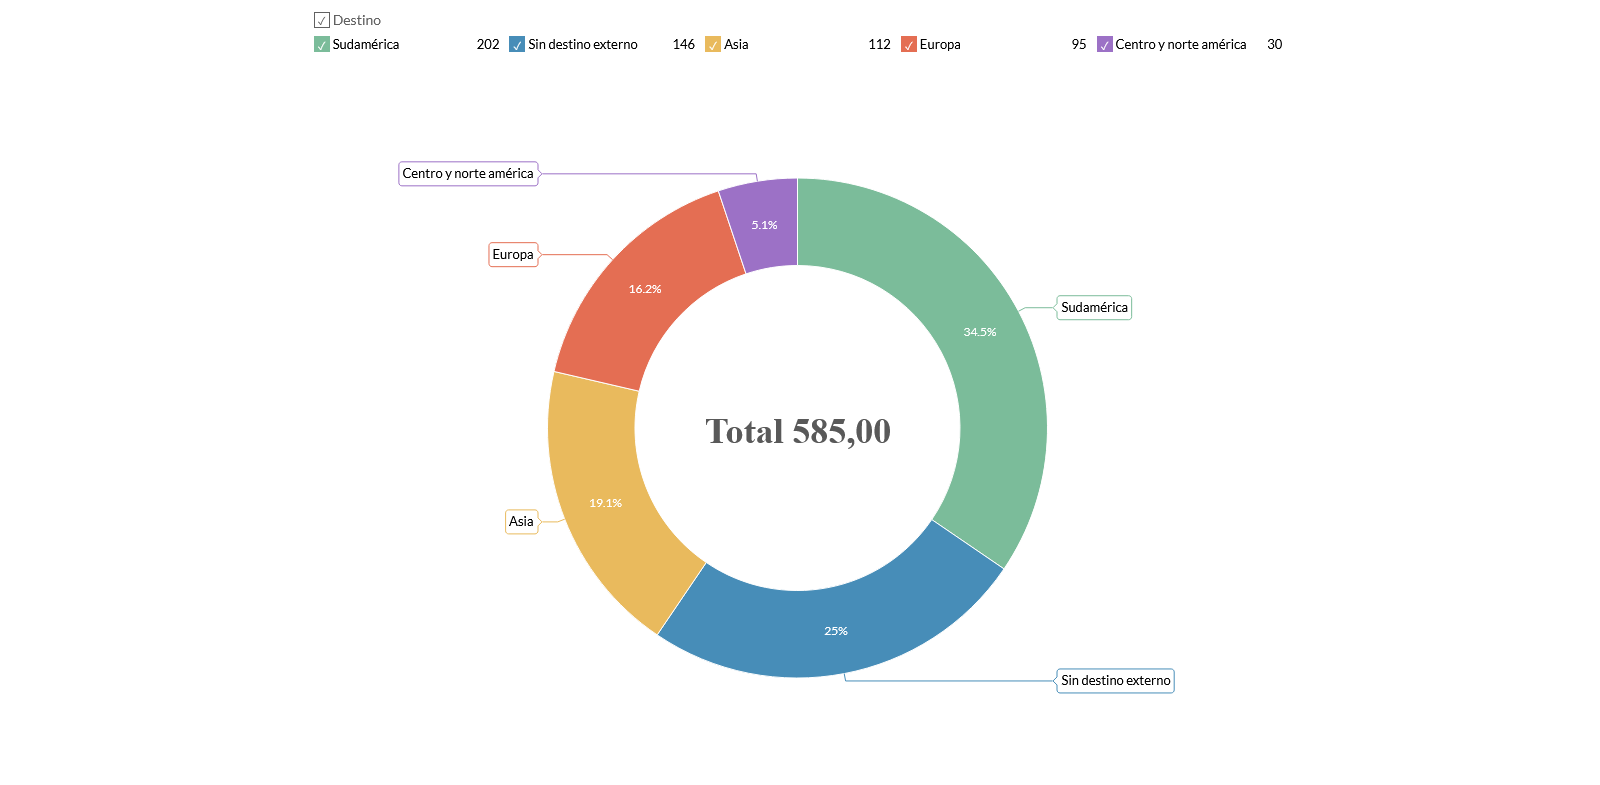 Destino
Sudamérica 202 Sin destino externo 146 Asia 112 Europa 95 Centro y norte américa 30
Centro y norte américa
5.1%
Europa
16.2%
Sudamérica
34.5%
Total 585,00
19.1%
Asia
25%
Sin destino externo